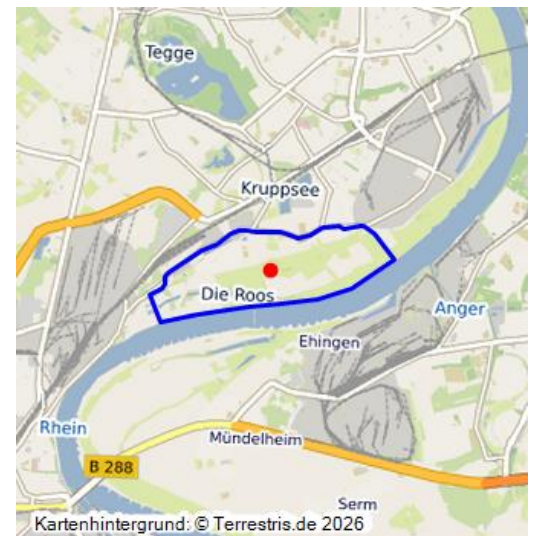 Tegge
Kruppsee
Die Roos
Anger
Ehingen
Rhein
Mündelheim
B 288
Serm
Kartenhintergrund: © Terrestris.de 2026